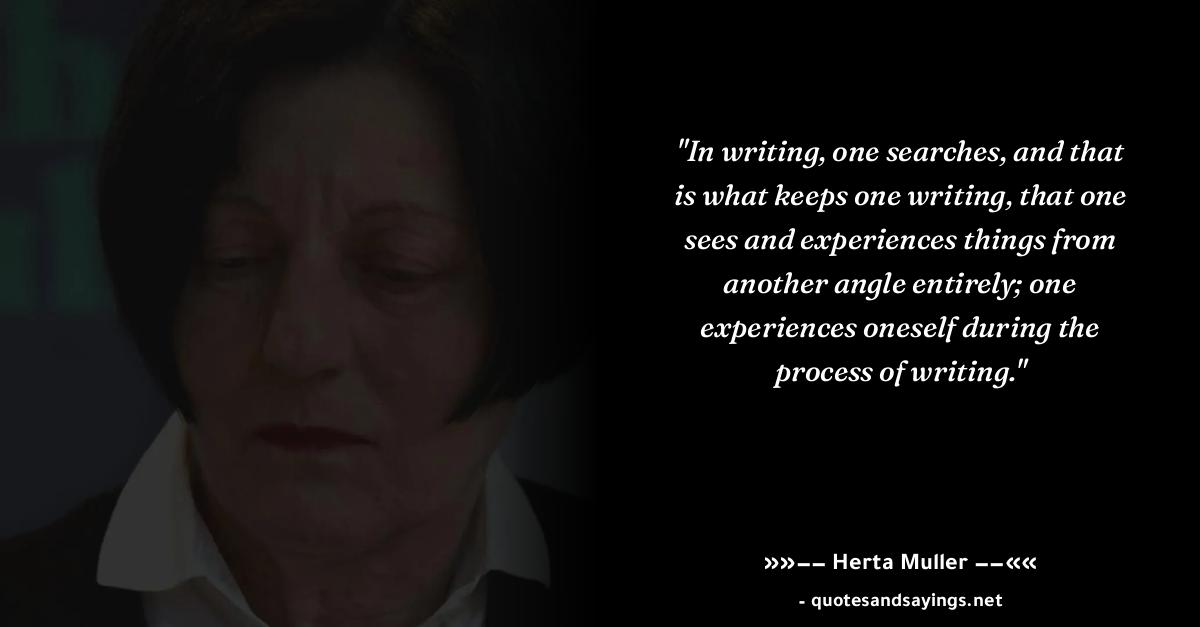 "In writing, one searches, and that
is what keeps one writing, that one
sees and experiences things from
another angle entirely; one
experiences oneself during the
process of writing."
»»−− Herta Muller −−««
- quotesandsayings.net